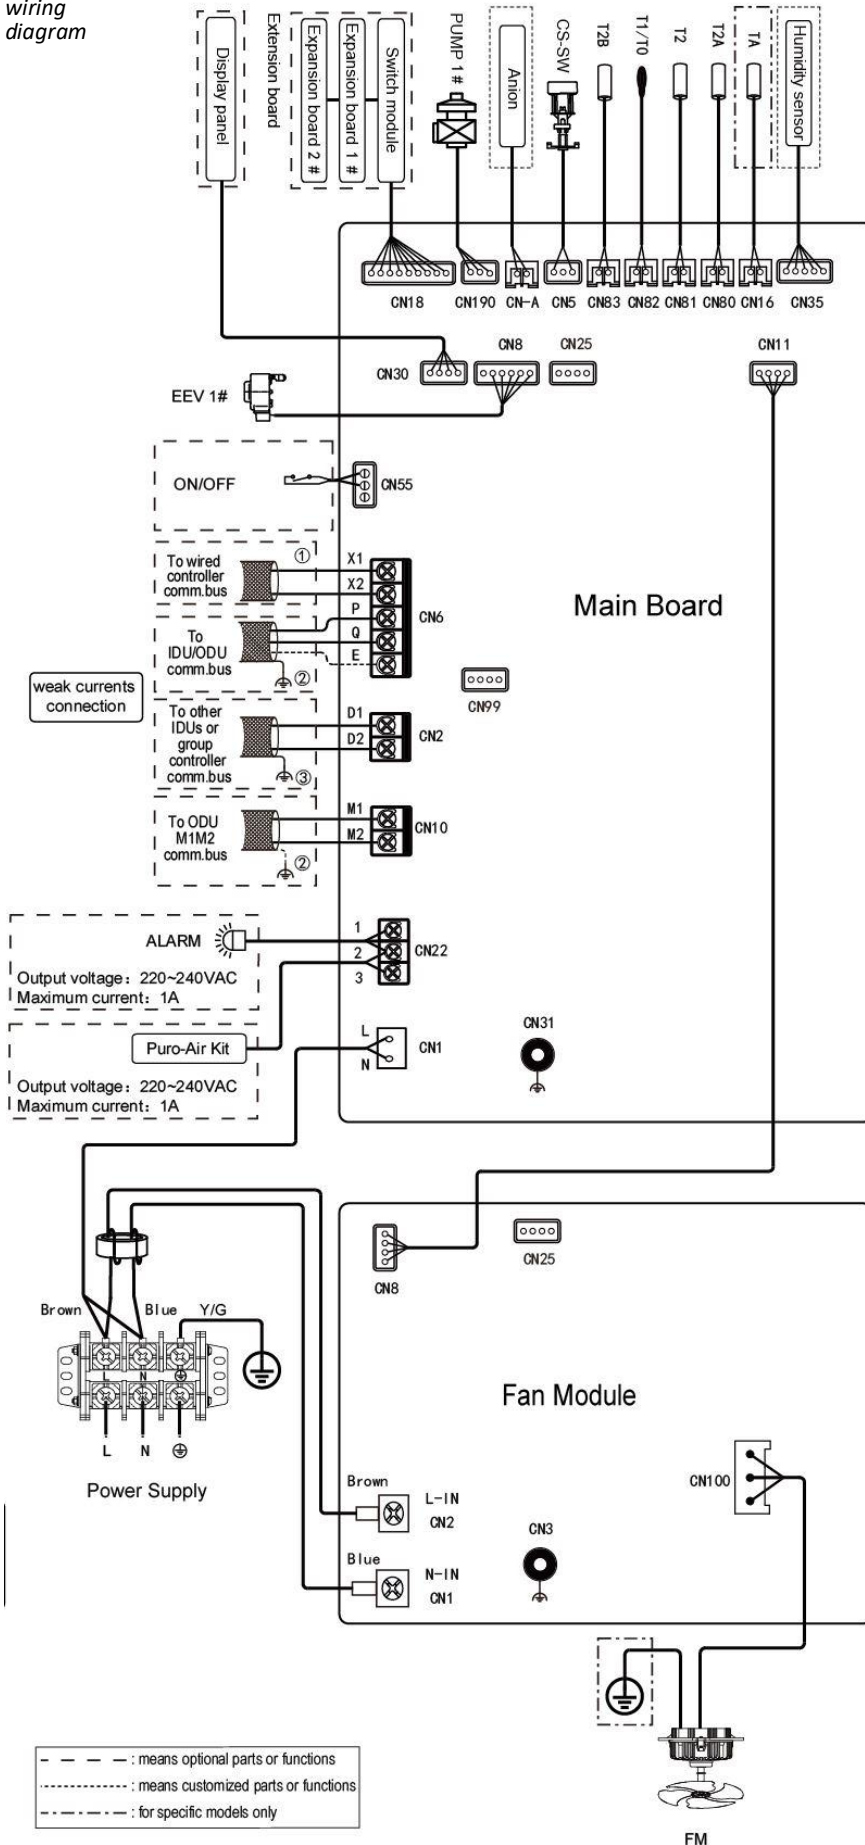 wiring
diagram
Display panel
Extension board
Expansion board 2 #
Expansion board 1 #
Switch module
PUMP 1 #
Anion
CS-SW
T2B
T1/T0
T2
T2A
TA
Humidity sensor
CN18
CN190
CN-A
CN5
CN83
CN82
CN81
CN80
CN16
CN35
CN30
CN8
CN25
CN11
EEV 1#
ON/OFF
CN55
To wired
controller
comm.bus
①
X1
X2
P
Q
E
CN6
To
IDU/ODU
comm.bus
②
Main Board
weak currents
connection
CN99
To other
IDUs or
group
controller
comm.bus
③
D1
D2
CN2
To ODU
M1M2
comm.bus
②
M1
M2
CN10
ALARM
Output voltage: 220~240VAC
Maximum current: 1A
1
2
3
CN22
Puro-Air Kit
Output voltage: 220~240VAC
Maximum current: 1A
L
N
CN1
CN31
CN8
CN25
Brown
Blue
Y/G
L
N
L
N
Power Supply
Fan Module
Brown
L-IN
CN2
Blue
N-IN
CN1
CN3
CN100
FM
: means optional parts or functions
: means customized parts or functions
: for specific models only